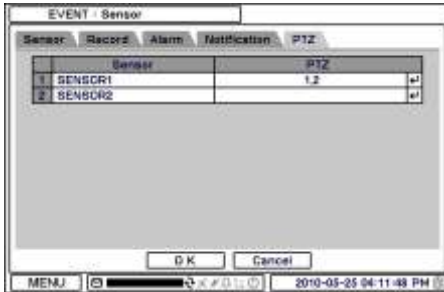 EVENT : Sensor
Sensor Record Alarm Notification PTZ
Sensor PTZ
1 SENSOR1 1,2
2 SENSOR2
OK Cancel
MENU 2010-05-25 04:11:48 PM